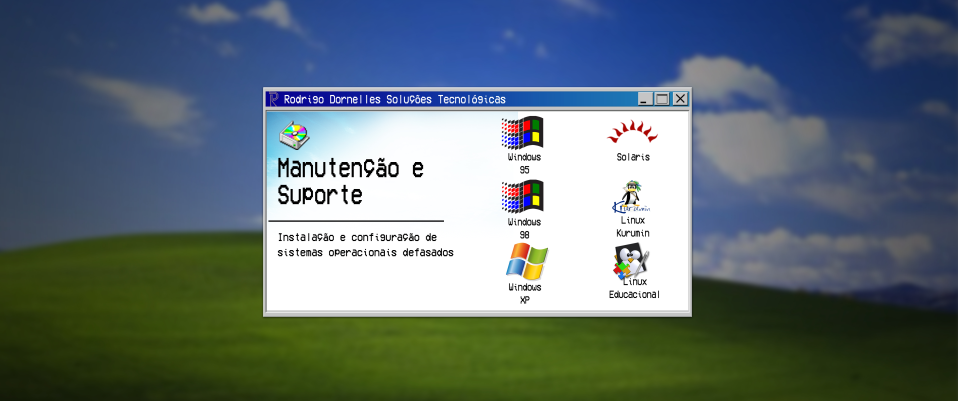 Rodrigo Dornelles Soluções Tecnológicas
Manutenção e
Suporte
Instalação e configuração de
sistemas operacionais defasados
Windows
95
Solaris
Windows
98
Kurumin
Linux
Kurumin
Windows
XP
Linux
Educacional